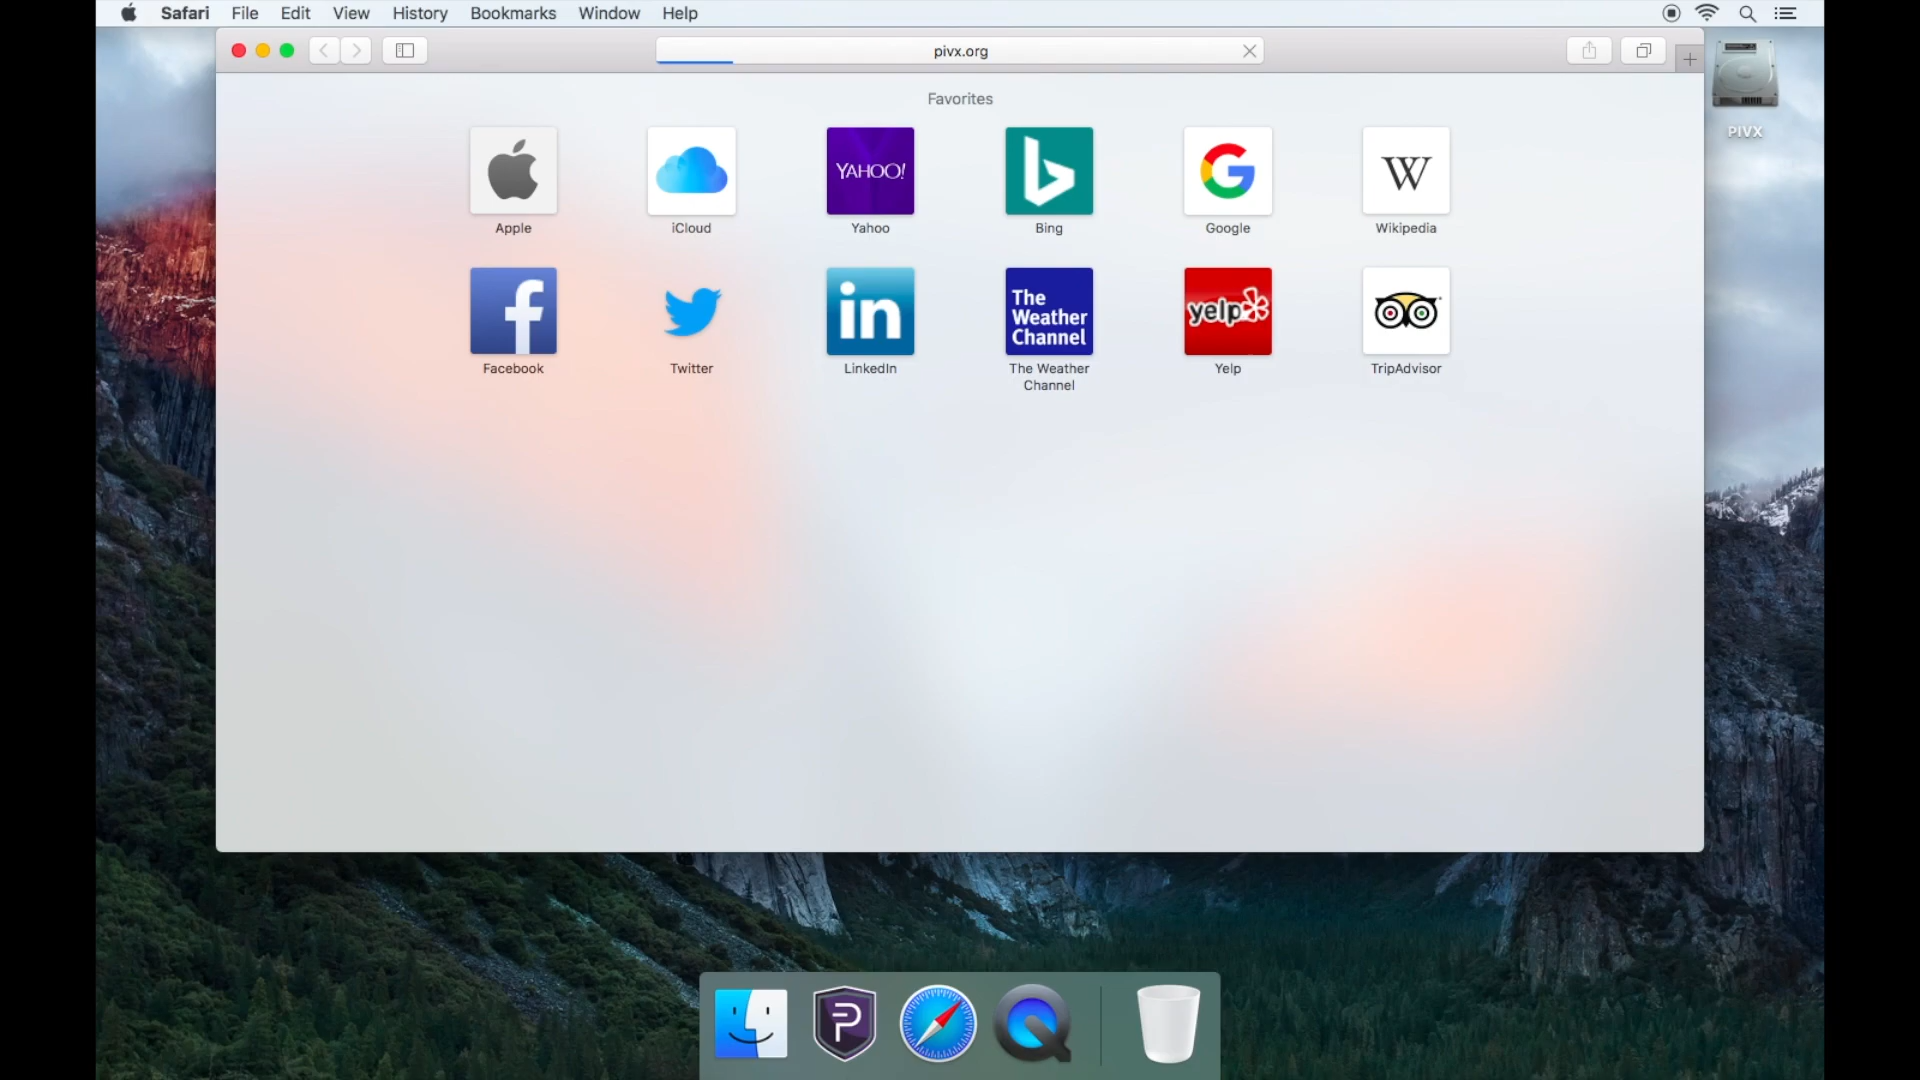 Safari File Edit View History Bookmarks Window Help
pivx.org
PIVX
Favorites
YAHOO!
W
Apple iCloud Yahoo Bing Google Wikipedia
in
The
Weather
Channel
yelp
Facebook Twitter LinkedIn The Weather Channel Yelp TripAdvisor